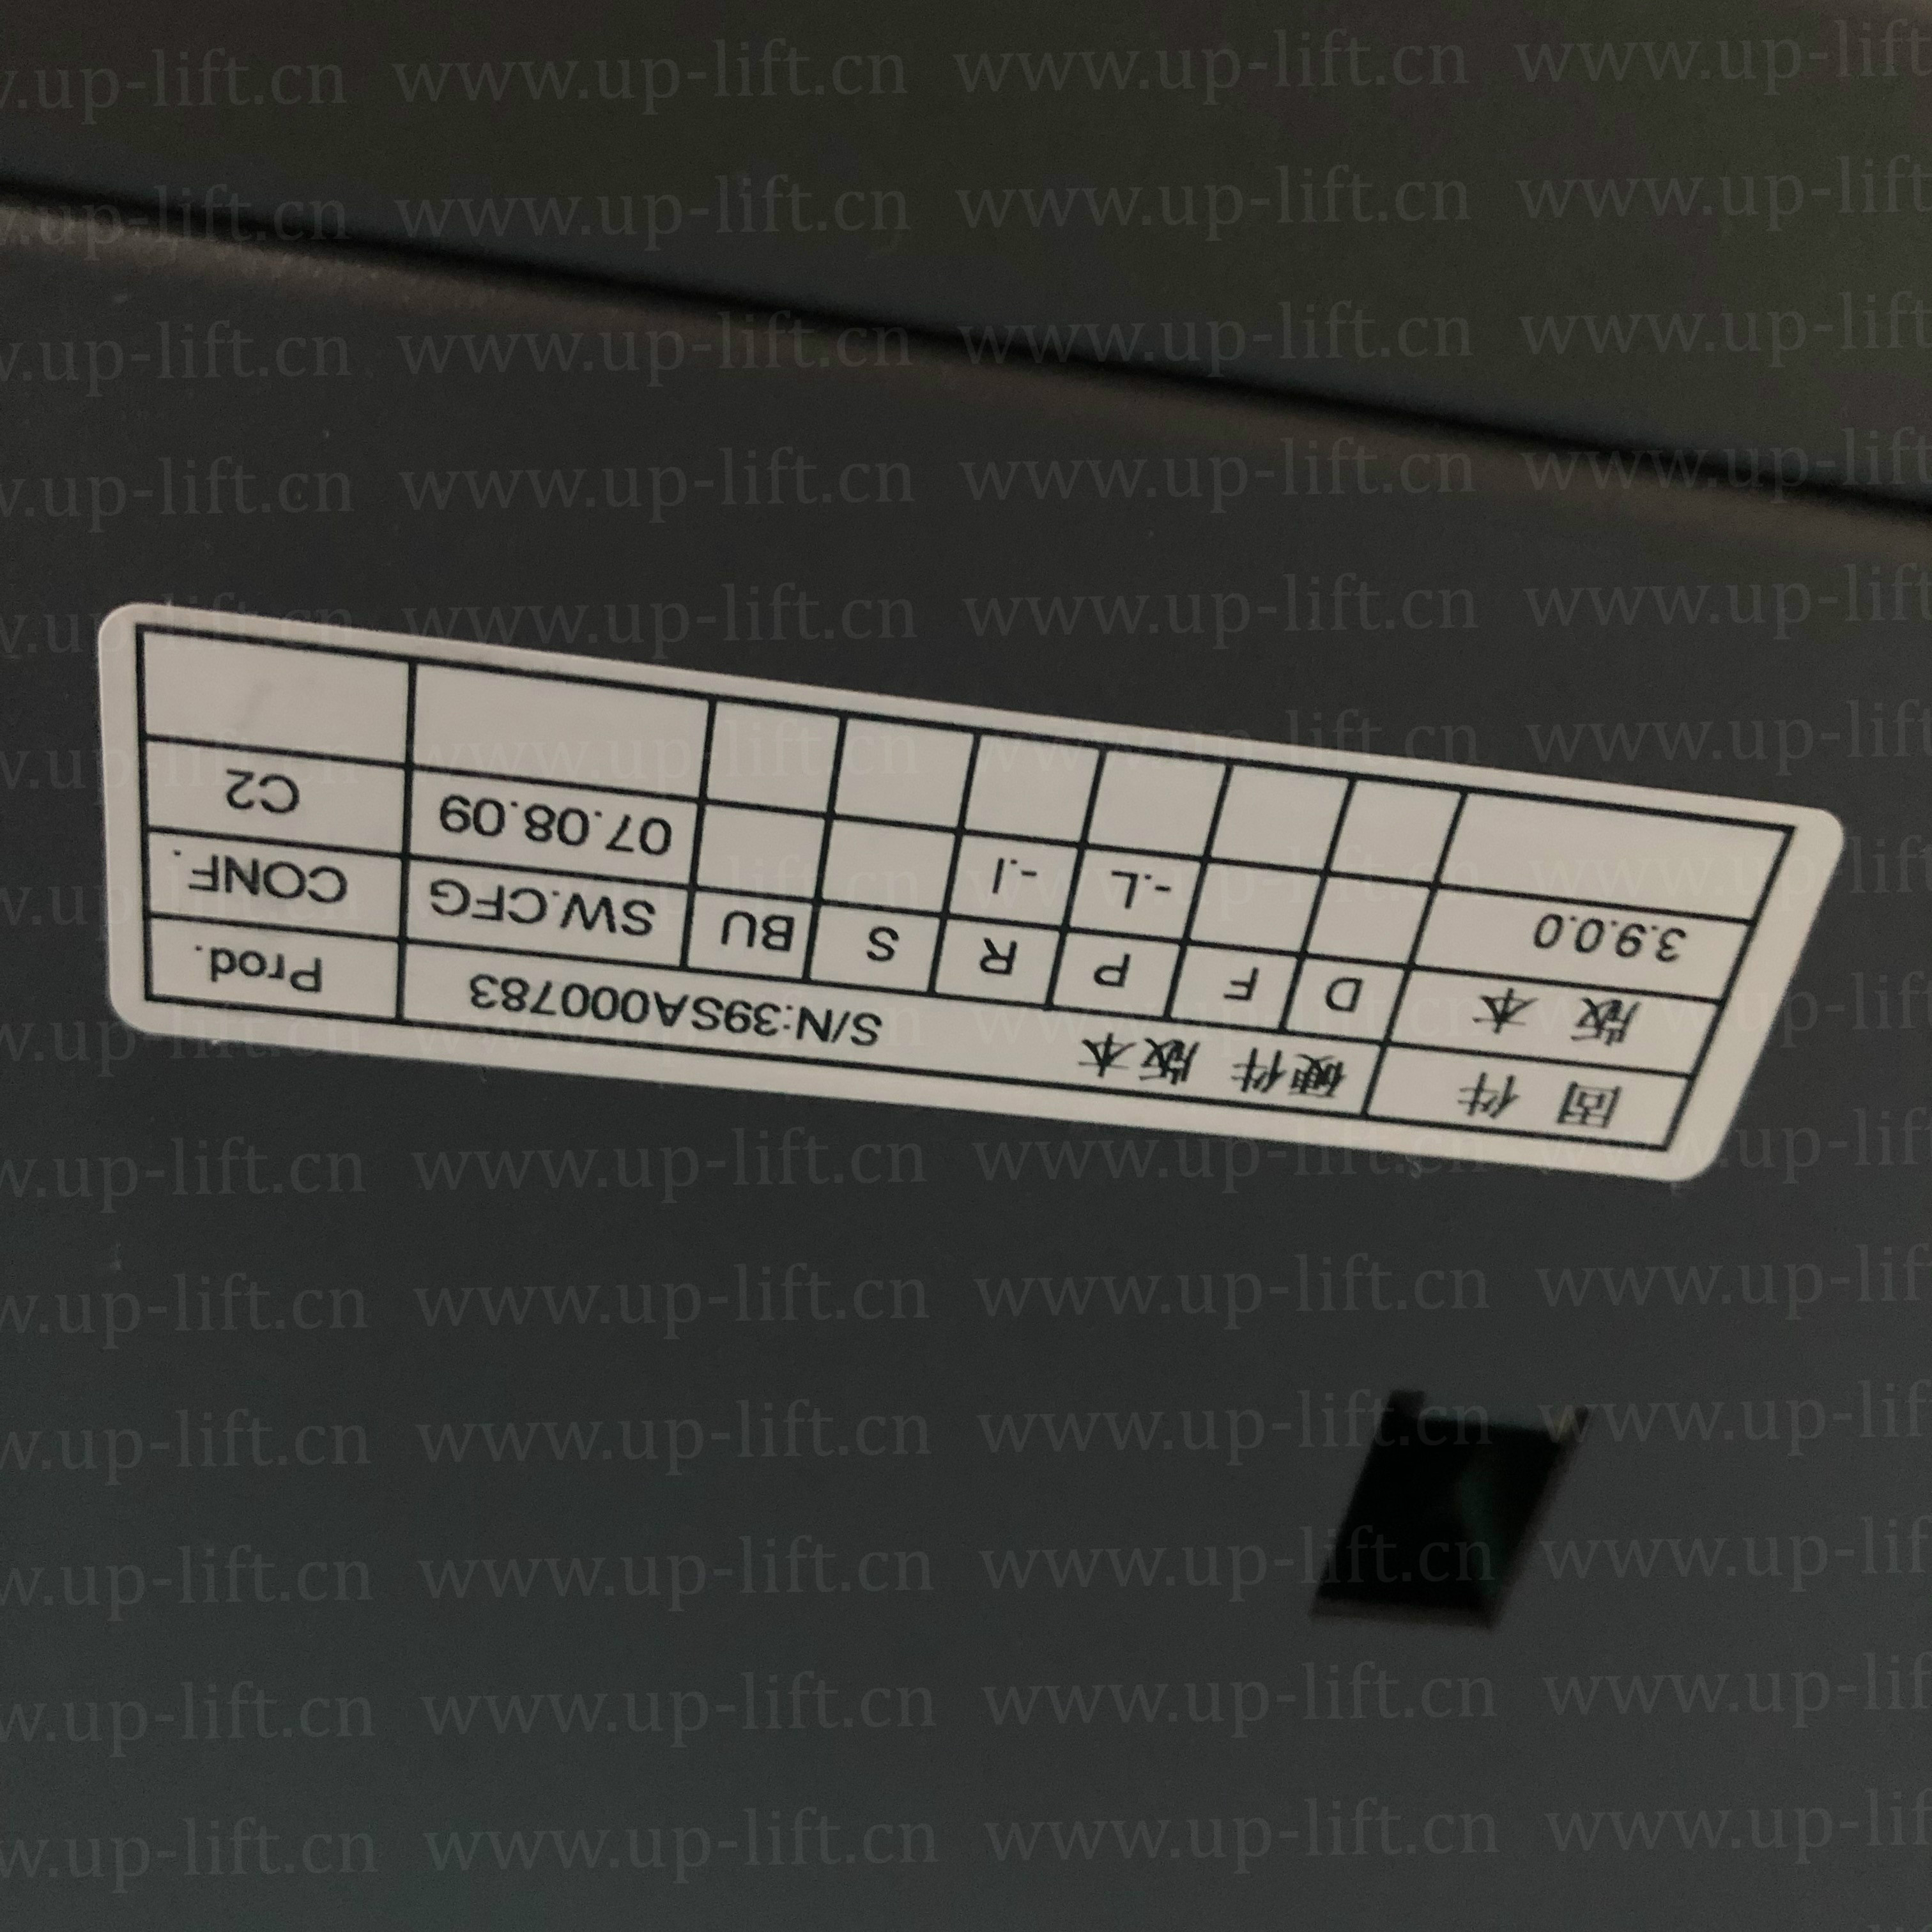 固 件 硬件 版本 S/N:39SA000783 Prod.
版 本 D F P R S BU SW.CFG CONF.
3.9.0.0 -.L -.I 07.08.09 C2
www.up-lift.cn